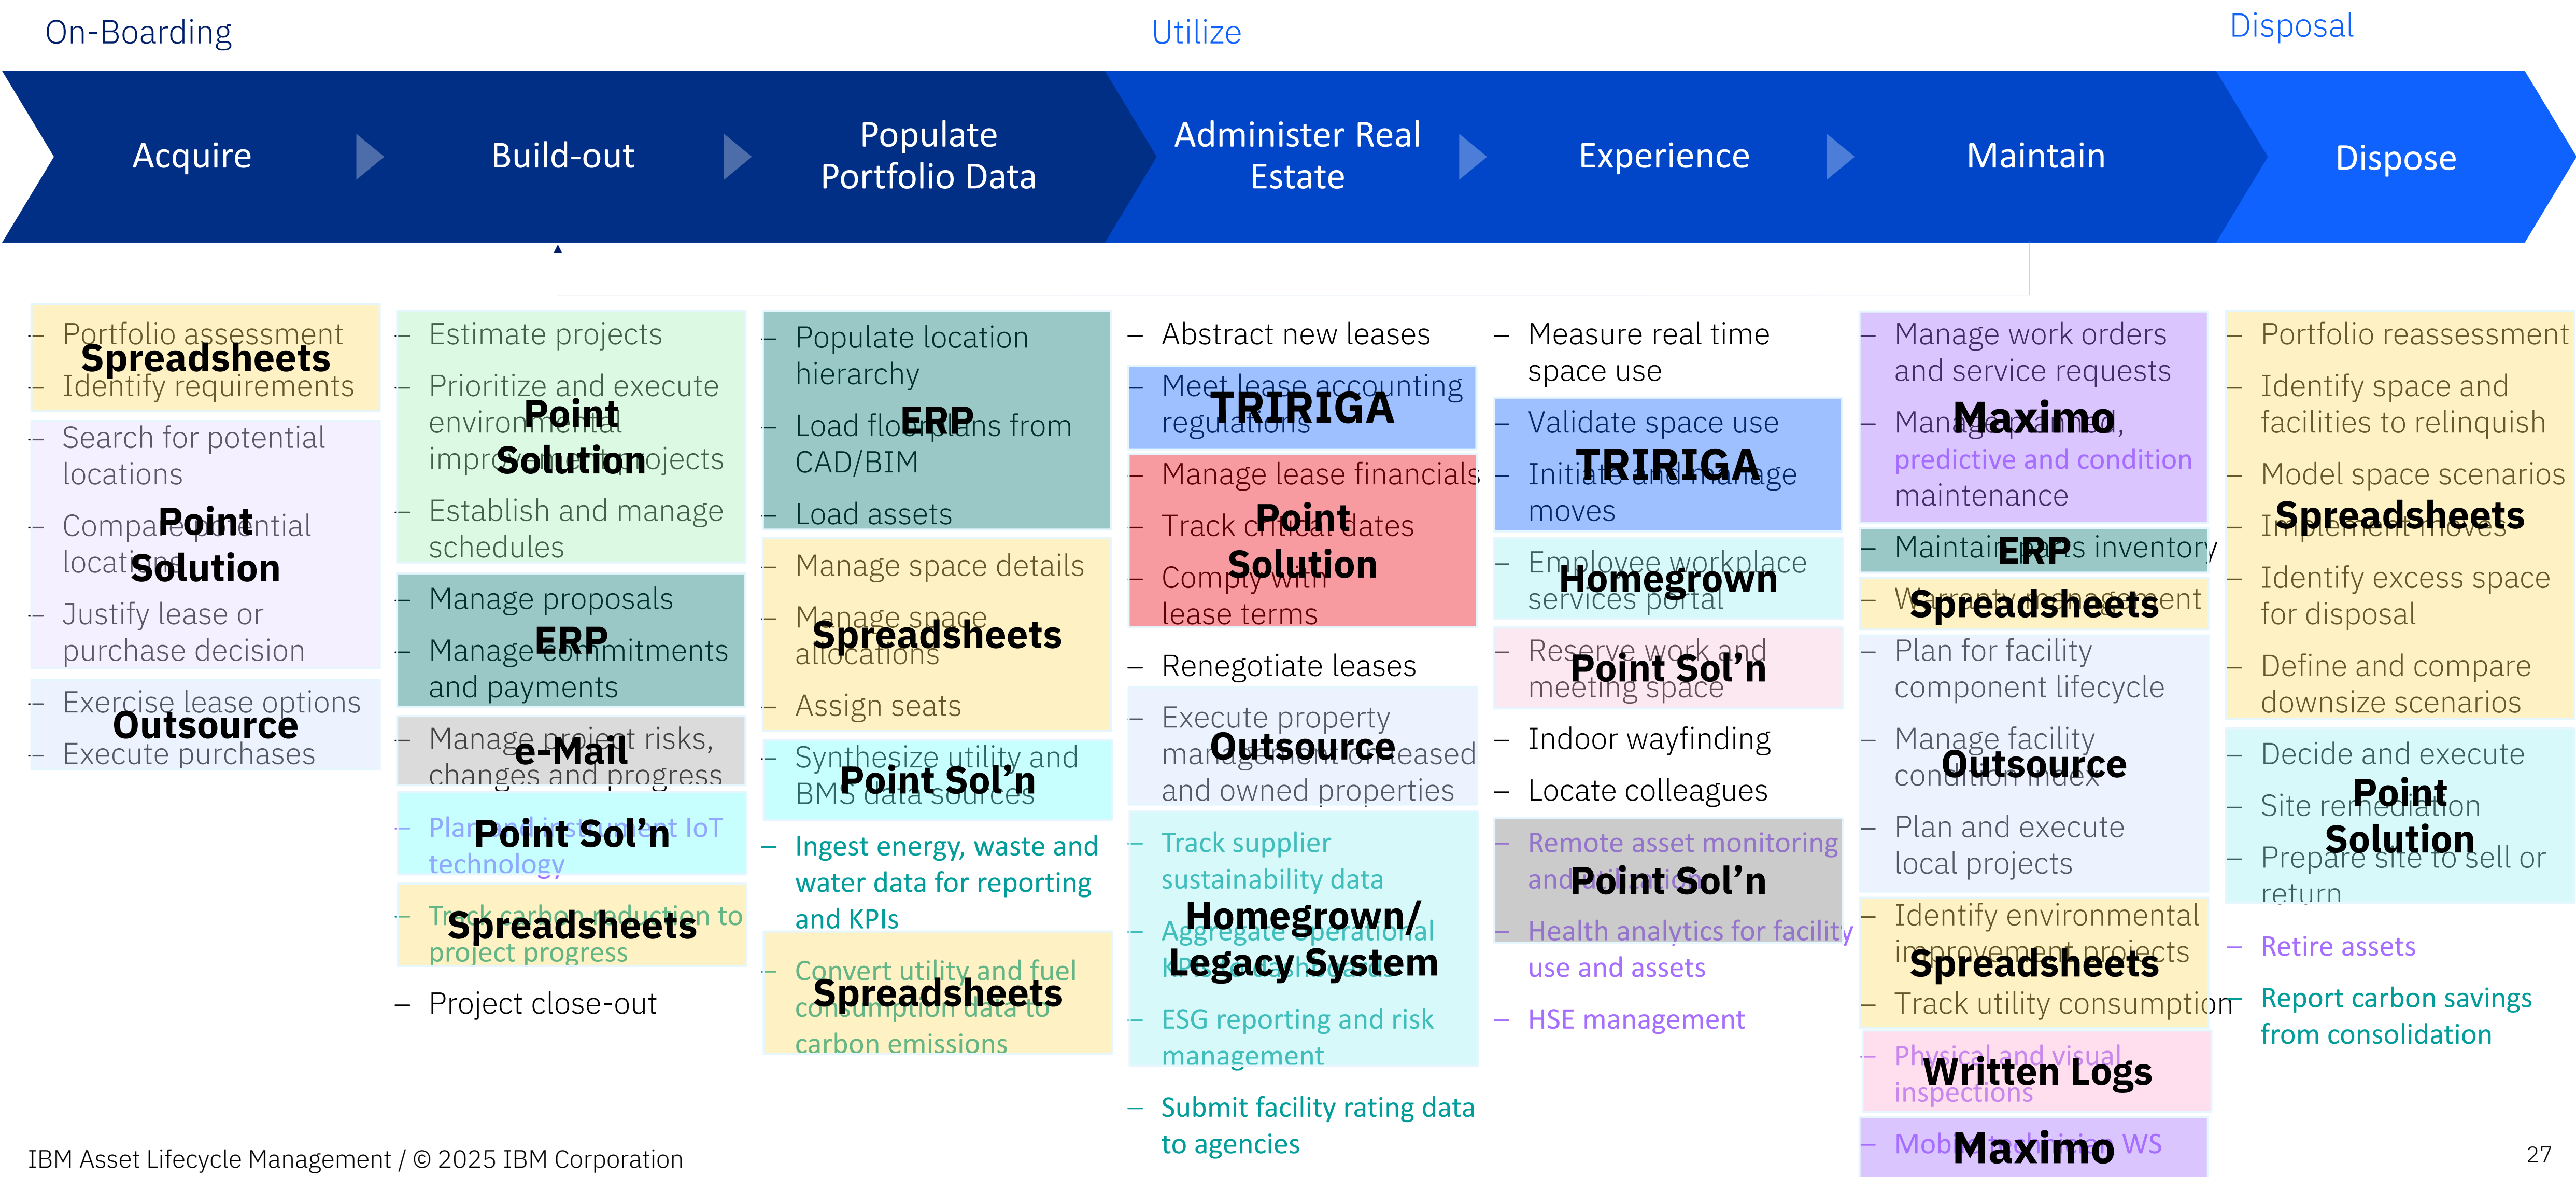 On-Boarding
Utilize
Disposal
Acquire
Build-out
Populate
Portfolio Data
Administer Real
Estate
Experience
Maintain
Dispose
– Portfolio assessment
Spreadsheets
– Identify requirements
– Search for potential
locations
– Compare potential
locations
Point
Solution
– Justify lease or
purchase decision
– Exercise lease options
Outsource
– Execute purchases
– Estimate projects
– Prioritize and execute
environmental
improvement projects
Point
Solution
– Establish and manage
schedules
– Manage proposals
ERP
– Manage commitments
and payments
– Manage project risks,
changes and progress
e-Mail
– Plan and instrument IoT
technology
Point Sol’n
– Track carbon reduction to
project progress
Spreadsheets
– Project close-out
– Populate location
hierarchy
– Load floorplans from
CAD/BIM
ERP
– Load assets
– Manage space details
– Manage space
allocations
Spreadsheets
– Assign seats
– Synthesize utility and
BMS data sources
Point Sol’n
– Ingest energy, waste and
water data for reporting
and KPIs
– Convert utility and fuel
consumption data to
carbon emissions
Spreadsheets
– Abstract new leases
– Meet lease accounting
regulations
TRIRIGA
– Manage lease financials
– Track critical dates
– Comply with
lease terms
Point
Solution
– Renegotiate leases
– Execute property
management on leased
and owned properties
Outsource
– Track supplier
sustainability data
– Aggregate operational
KPIs to dashboards
Homegrown/
Legacy System
– ESG reporting and risk
management
– Submit facility rating data
to agencies
– Measure real time
space use
– Validate space use
TRIRIGA
– Initiate and manage
moves
– Employee workplace
services portal
Homegrown
– Reserve work and
meeting space
Point Sol’n
– Indoor wayfinding
– Locate colleagues
– Remote asset monitoring
and utilization
Point Sol’n
– Health analytics for facility
use and assets
– HSE management
– Manage work orders
and service requests
Maximo
– Manage planned,
predictive and condition
maintenance
– Maintain parts inventory
ERP
– Warranty management
Spreadsheets
– Plan for facility
component lifecycle
– Manage facility
condition index
Outsource
– Plan and execute
local projects
– Identify environmental
improvement projects
Spreadsheets
– Track utility consumption
– Physical and visual
inspections
Written Logs
– Mobile technician WS
Maximo
– Portfolio reassessment
– Identify space and
facilities to relinquish
– Model space scenarios
Spreadsheets
– Implement moves
– Identify excess space
for disposal
– Define and compare
downsize scenarios
– Decide and execute
– Site remediation
Point
Solution
– Prepare site to sell or
return
– Retire assets
– Report carbon savings
from consolidation
IBM Asset Lifecycle Management / © 2025 IBM Corporation
27